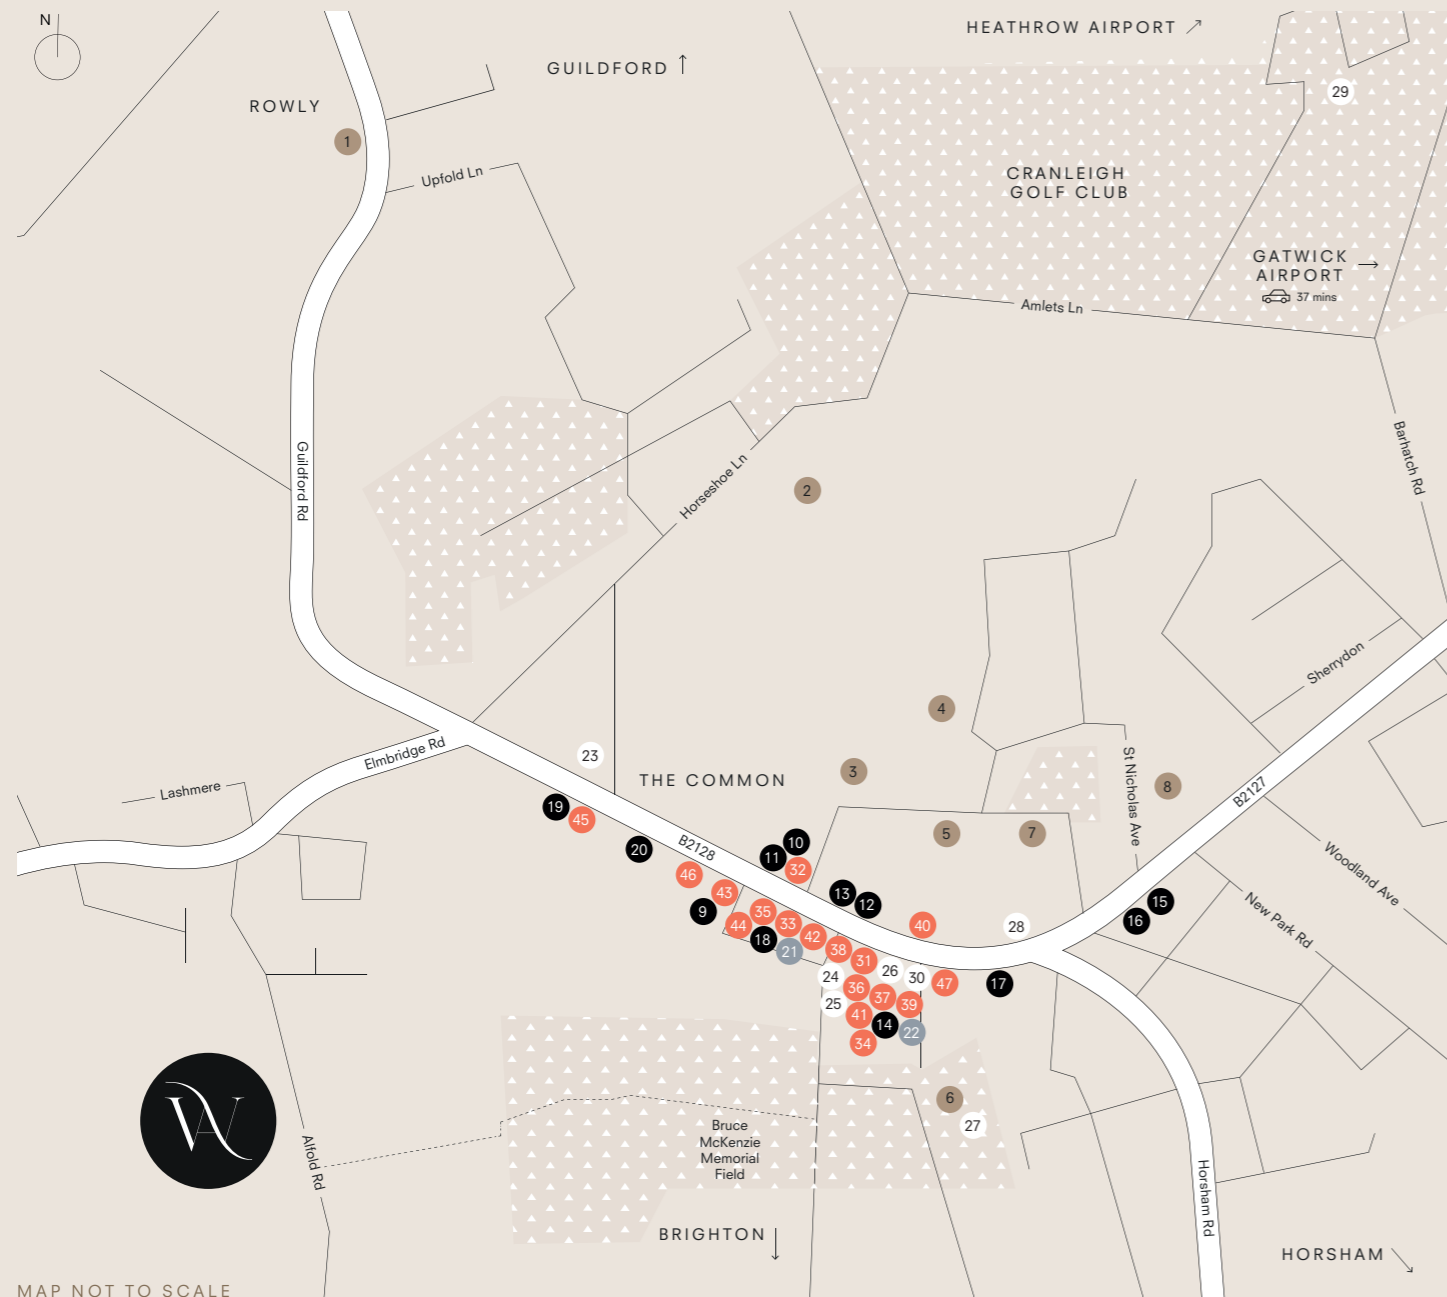 N
HEATHROW AIRPORT
GUILDFORD
29
ROWLY
1
Upfold Ln
CRANLEIGH
GOLF CLUB
GATWICK
AIRPORT
37 mins
Amlets Ln
Guildford Rd
Horseshoe Ln
2
Barhatch Rd
Sherrydon
4
Elmbridge Rd
23
THE COMMON
3
St Nicholas Ave
8
B2127
Lashmere
19
45
20
B2128
10
11
32
5
7
46
43
9
35
44
33
18
42
21
13
12
40
28
15
16
Woodland Ave
New Park Rd
38
31
24
26
30
47
17
36
25
37
39
41
14
22
34
6
27
Bruce
McKenzie
Memorial
Field
Alfold Rd
Horsham Rd
BRIGHTON
HORSHAM
MAP NOT TO SCALE